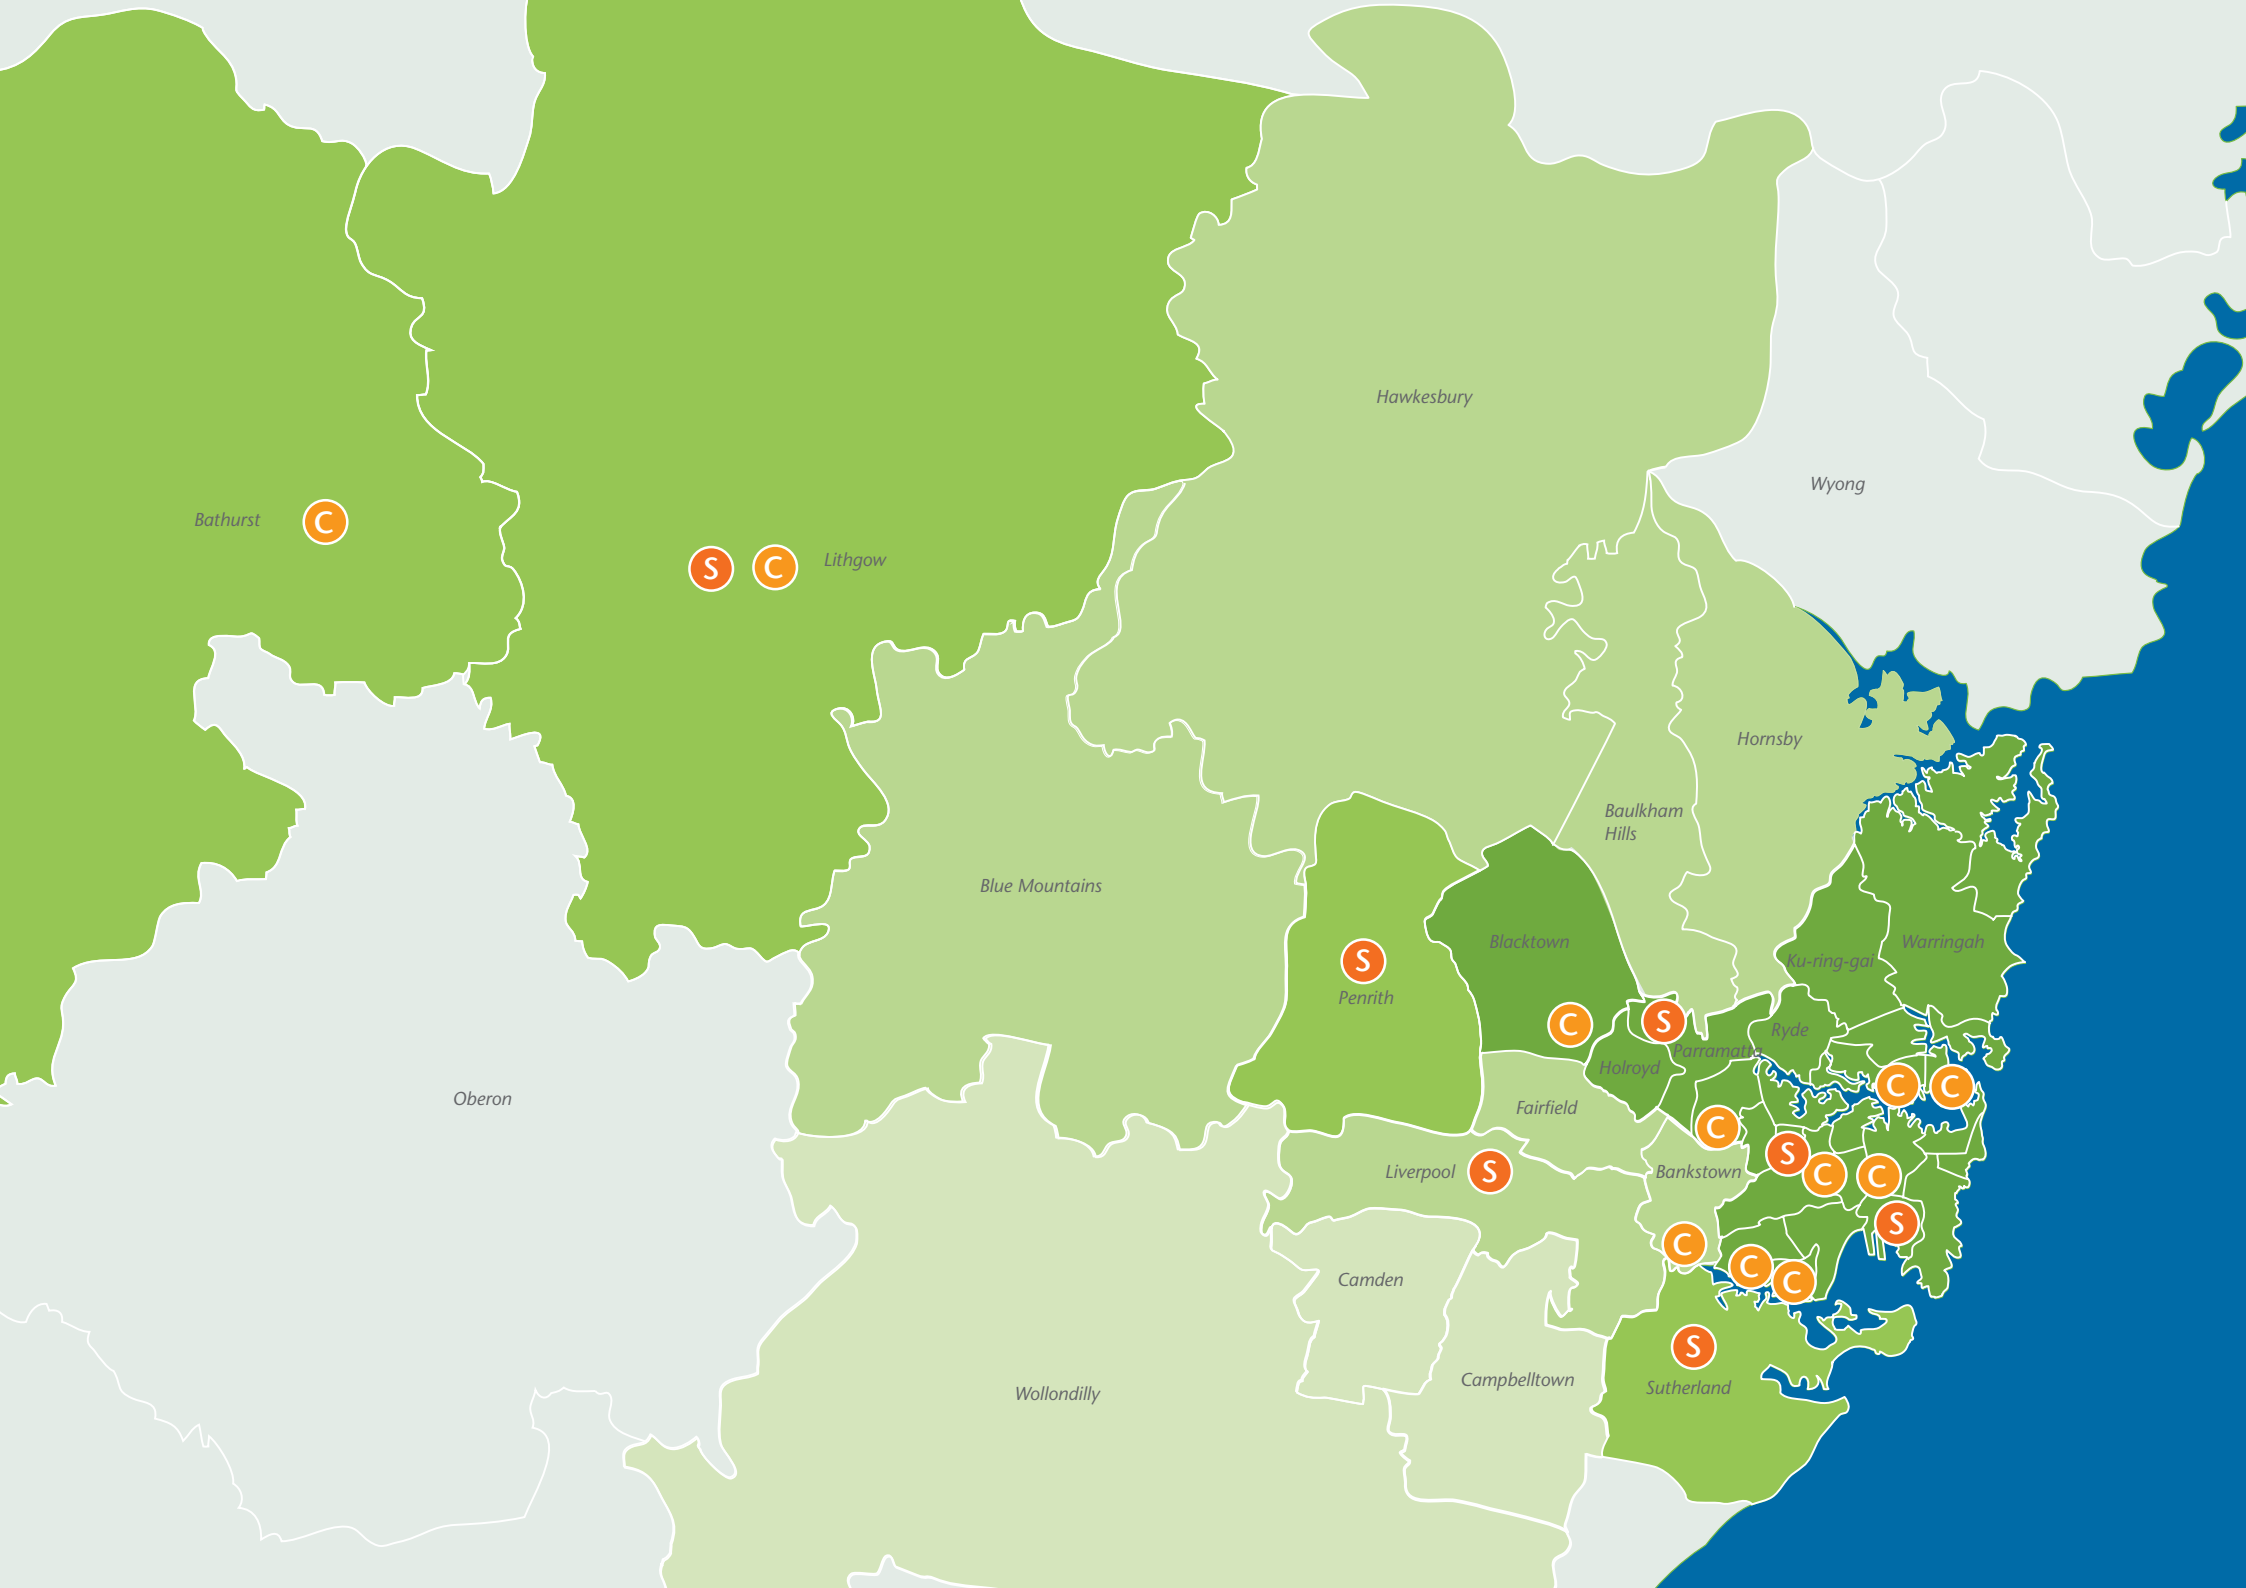 Hawkesbury
Wyong
Bathurst
C
S
C
Lithgow
Hornsby
Baulkham
Hills
Blue Mountains
Blacktown
Warringah
Ku-ring-gai
S
Penrith
C
S
Ryde
Parramatta
Holroyd
C
C
Oberon
Fairfield
C
S
Liverpool
S
Bankstown
C
C
S
C
C
C
Camden
S
Campbelltown
Sutherland
Wollondilly